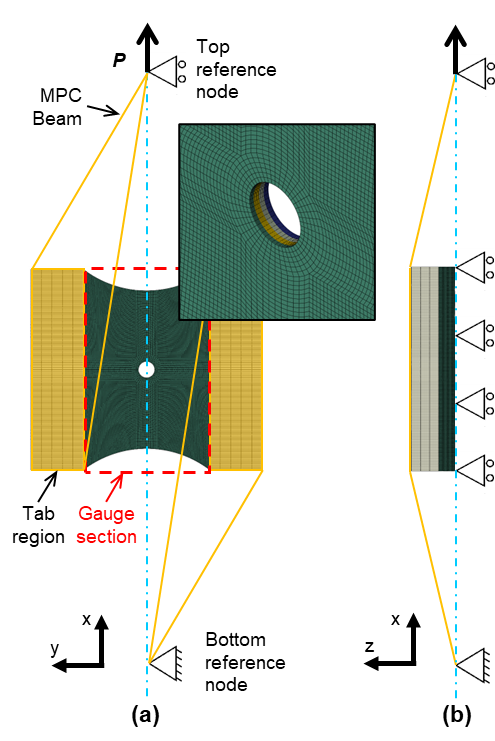 P
Top
reference
node
MPC
Beam
Tab
region
Gauge
section
x
y
Bottom
reference
node
x
z
(a)
(b)